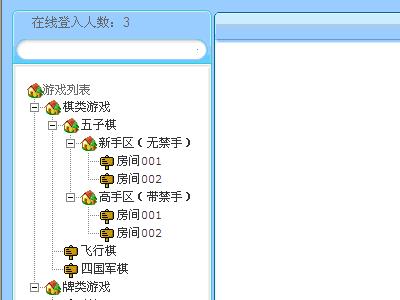 在线登入人数：3
游戏列表
棋类游戏
五子棋
新手区（无禁手）
房间001
房间002
高手区（带禁手）
房间001
房间002
飞行棋
四国军棋
牌类游戏